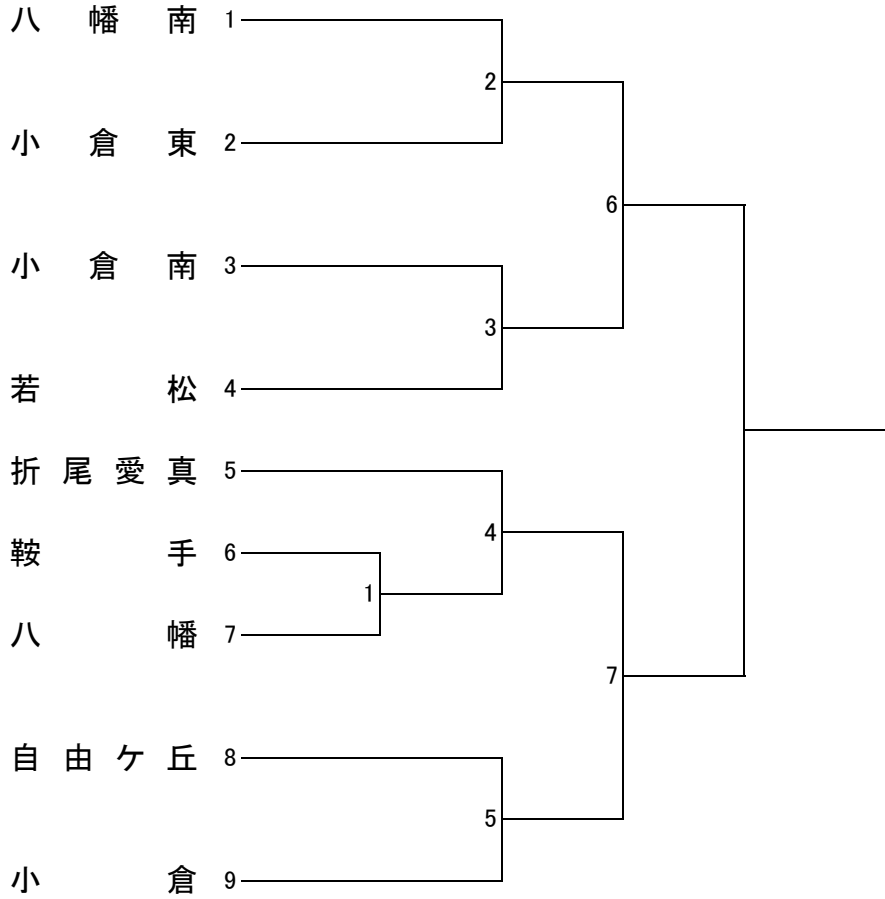 八幡南 1
2
小倉東 2
6
小倉南 3
3
若松 4
折尾愛真 5
4
鞍手 6
1
八幡 7
7
自由ケ丘 8
5
小倉 9